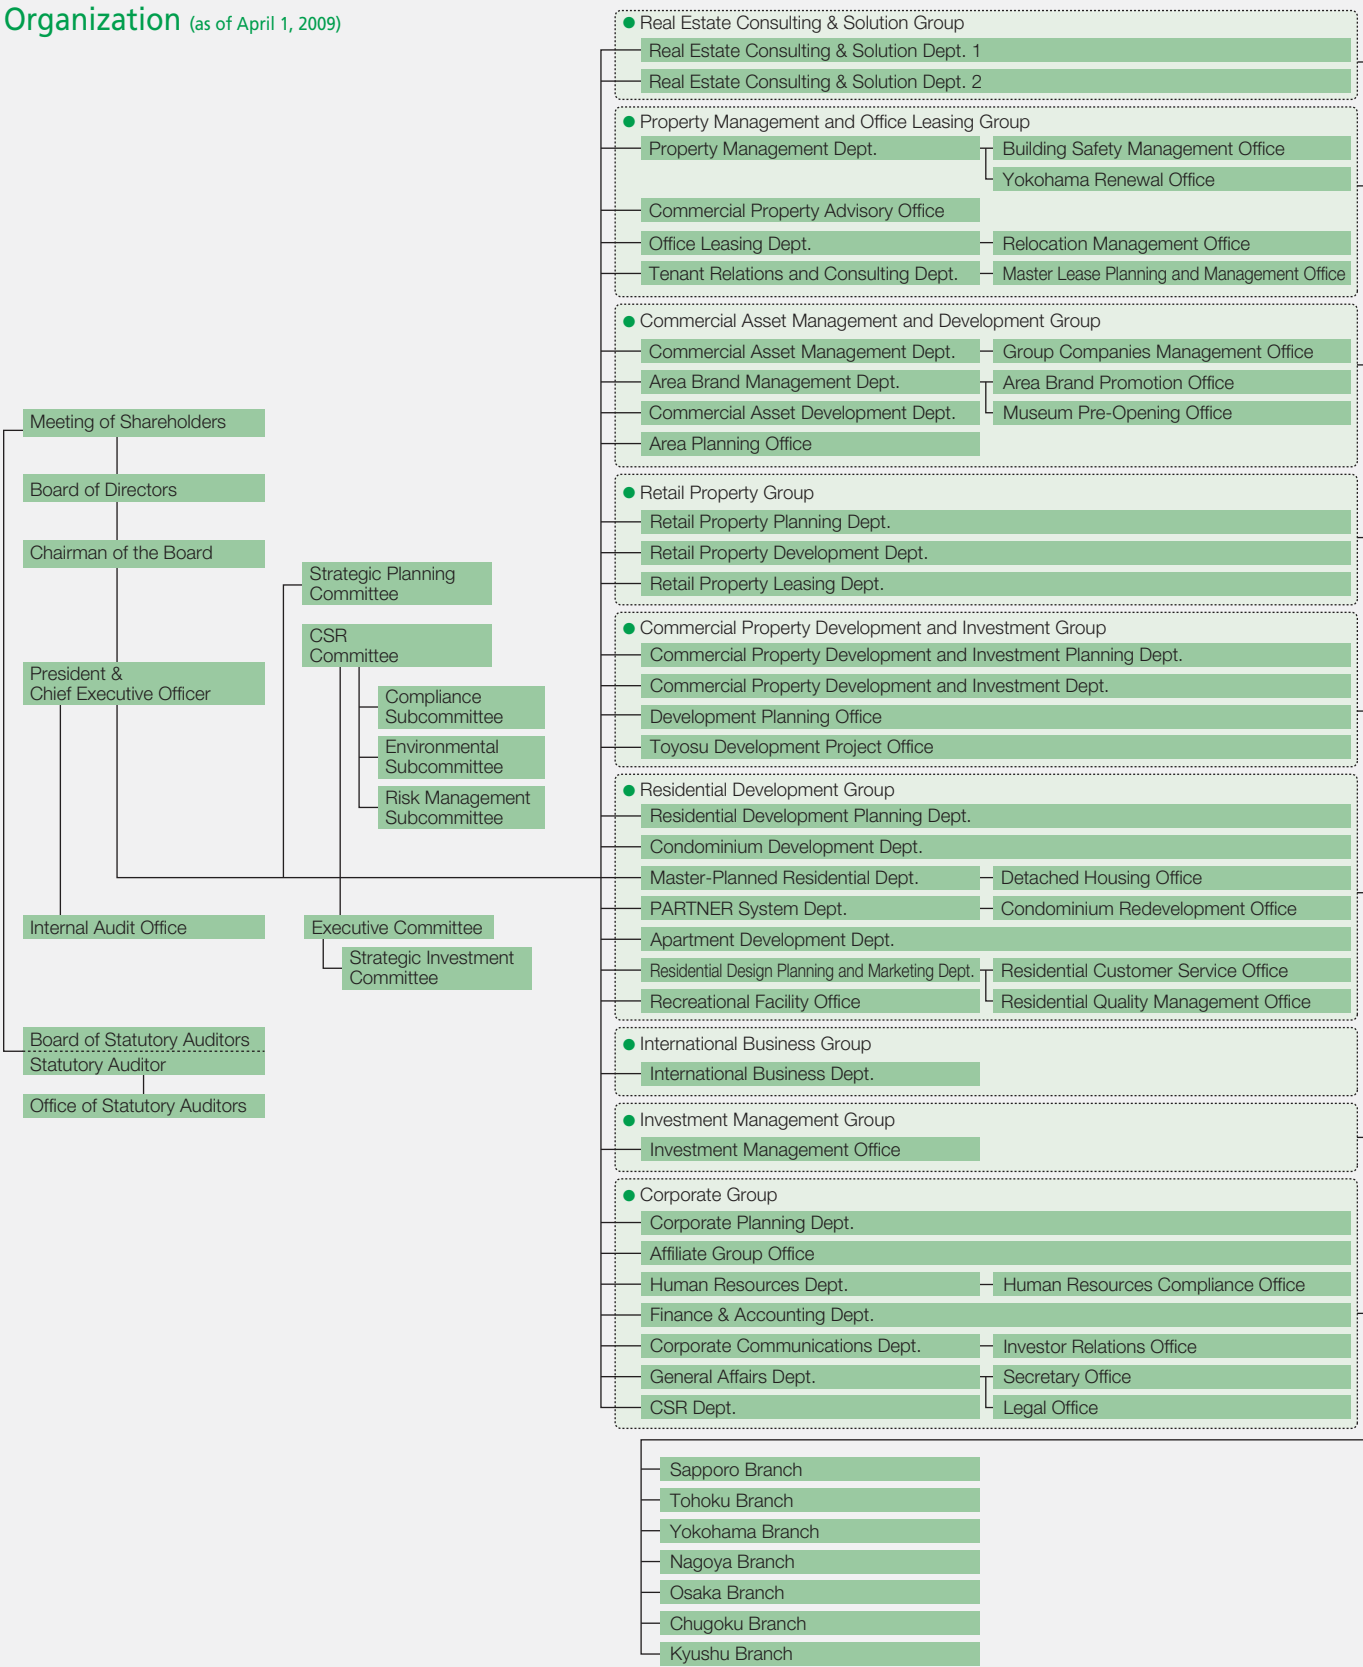 Organization (as of April 1, 2009)
Meeting of Shareholders
Board of Directors
Chairman of the Board
President &
Chief Executive Officer
Internal Audit Office
Board of Statutory Auditors
Statutory Auditor
Office of Statutory Auditors
Strategic Planning
Committee
CSR
Committee
Compliance
Subcommittee
Environmental
Subcommittee
Risk Management
Subcommittee
Executive Committee
Strategic Investment
Committee
Real Estate Consulting & Solution Group
Real Estate Consulting & Solution Dept. 1
Real Estate Consulting & Solution Dept. 2
Property Management and Office Leasing Group
Property Management Dept.
Building Safety Management Office
Yokohama Renewal Office
Commercial Property Advisory Office
Office Leasing Dept.
Relocation Management Office
Tenant Relations and Consulting Dept.
Master Lease Planning and Management Office
Commercial Asset Management and Development Group
Commercial Asset Management Dept.
Group Companies Management Office
Area Brand Management Dept.
Area Brand Promotion Office
Commercial Asset Development Dept.
Museum Pre-Opening Office
Area Planning Office
Retail Property Group
Retail Property Planning Dept.
Retail Property Development Dept.
Retail Property Leasing Dept.
Commercial Property Development and Investment Group
Commercial Property Development and Investment Planning Dept.
Commercial Property Development and Investment Dept.
Development Planning Office
Toyosu Development Project Office
Residential Development Group
Residential Development Planning Dept.
Condominium Development Dept.
Master-Planned Residential Dept.
Detached Housing Office
PARTNER System Dept.
Condominium Redevelopment Office
Apartment Development Dept.
Residential Design Planning and Marketing Dept.
Residential Customer Service Office
Recreational Facility Office
Residential Quality Management Office
International Business Group
International Business Dept.
Investment Management Group
Investment Management Office
Corporate Group
Corporate Planning Dept.
Affiliate Group Office
Human Resources Dept.
Human Resources Compliance Office
Finance & Accounting Dept.
Corporate Communications Dept.
Investor Relations Office
General Affairs Dept.
Secretary Office
CSR Dept.
Legal Office
Sapporo Branch
Tohoku Branch
Yokohama Branch
Nagoya Branch
Osaka Branch
Chugoku Branch
Kyushu Branch